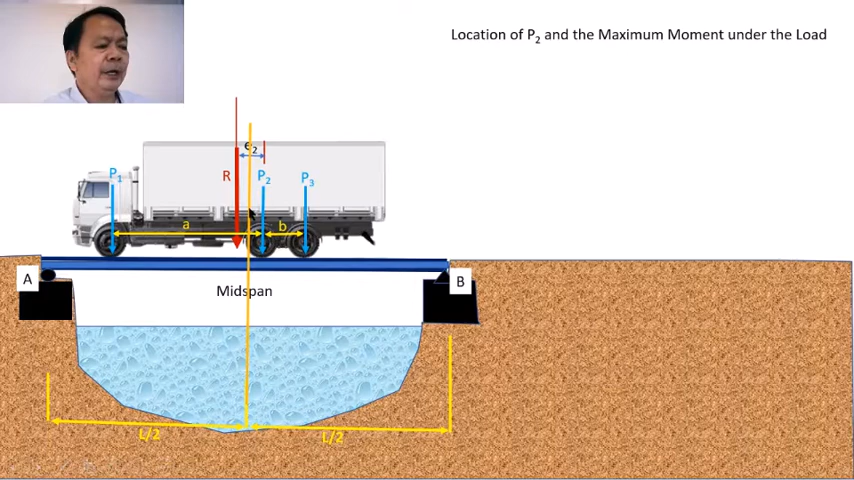 Location of P2 and the Maximum Moment under the Load
e2
P1
R
P2
P3
a
b
A
B
Midspan
L/2
L/2